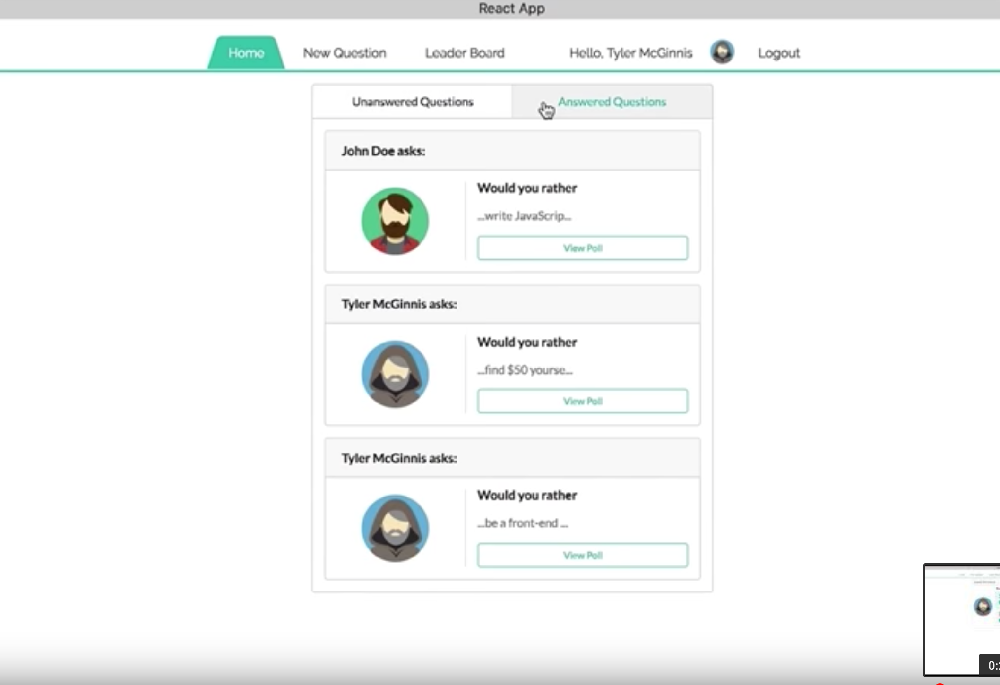 React App
Home New Question Leader Board Hello, Tyler McGinnis Logout
Unanswered Questions Answered Questions
John Doe asks:
Would you rather
...write JavaScrip...
View Poll
Tyler McGinnis asks:
Would you rather
...find $50 yourse...
View Poll
Tyler McGinnis asks:
Would you rather
...be a front-end ...
View Poll